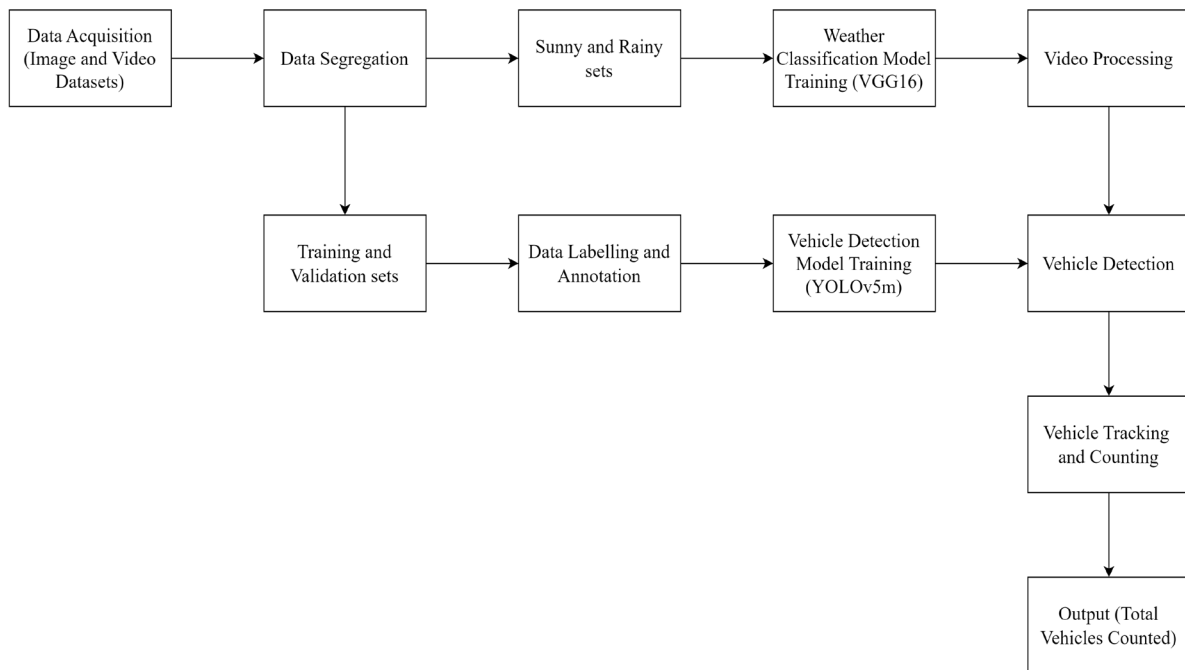 Data Acquisition
(Image and Video
Datasets)
Data Segregation
Sunny and Rainy
sets
Weather
Classification Model
Training (VGG16)
Video Processing
Training and
Validation sets
Data Labelling and
Annotation
Vehicle Detection
Model Training
(YOLOv5m)
Vehicle Detection
Vehicle Tracking
and Counting
Output (Total
Vehicles Counted)